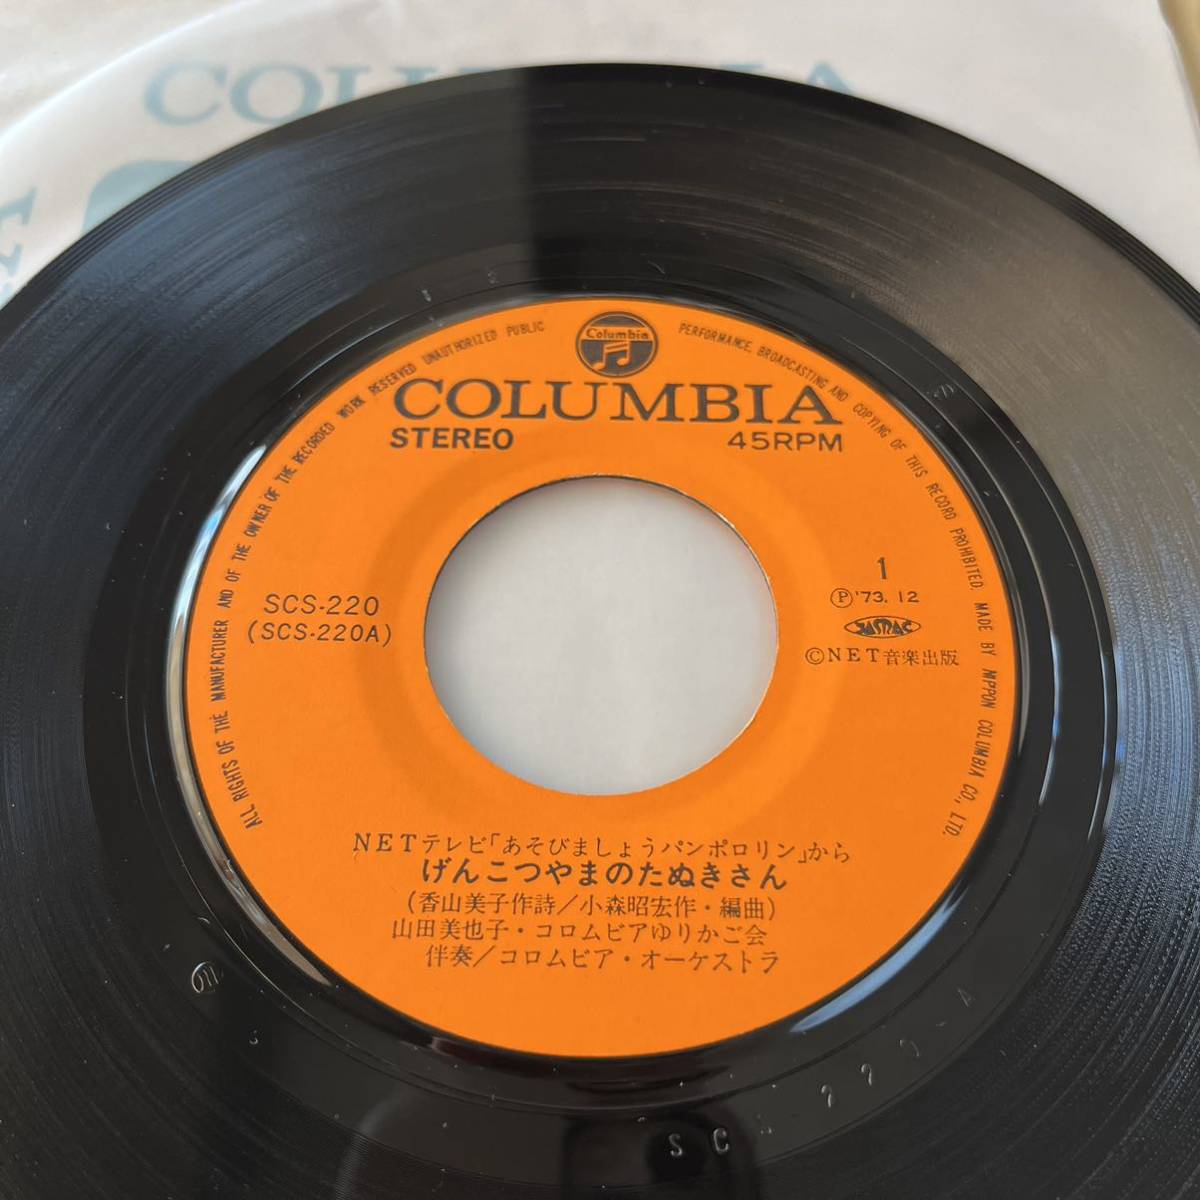 COLUMBIA
Columbia
COLUMBIA
STEREO 45RPM
ALL RIGHTS OF THE MANUFACTURER AND OF THE OWNER OF THE RECORDED WORK RESERVED UNAUTHORIZED PUBLIC PERFORMANCE, BROADCASTING AND COPYING OF THIS RECORD PROHIBITED. MADE BY NIPPON COLUMBIA CO., LTD.
SCS-220
(SCS-220A)
1
Ⓟ'73. 12
JASRAC
©NET音楽出版
NETテレビ「あそびましょうパンポロリン」から
げんこつやまのたぬきさん
(香山美子作詩/小森昭宏作・編曲)
山田美也子・コロムビアゆりかご会
伴奏/コロムビア・オーケストラ
SCS 220 A